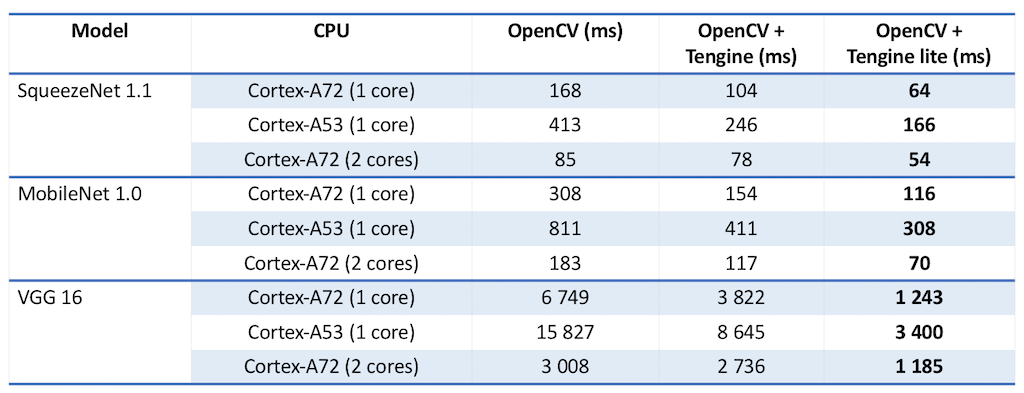 Model CPU OpenCV (ms) OpenCV + Tengine (ms) OpenCV + Tengine lite (ms)
SqueezeNet 1.1 Cortex-A72 (1 core) 168 104 64
Cortex-A53 (1 core) 413 246 166
Cortex-A72 (2 cores) 85 78 54
MobileNet 1.0 Cortex-A72 (1 core) 308 154 116
Cortex-A53 (1 core) 811 411 308
Cortex-A72 (2 cores) 183 117 70
VGG 16 Cortex-A72 (1 core) 6 749 3 822 1 243
Cortex-A53 (1 core) 15 827 8 645 3 400
Cortex-A72 (2 cores) 3 008 2 736 1 185